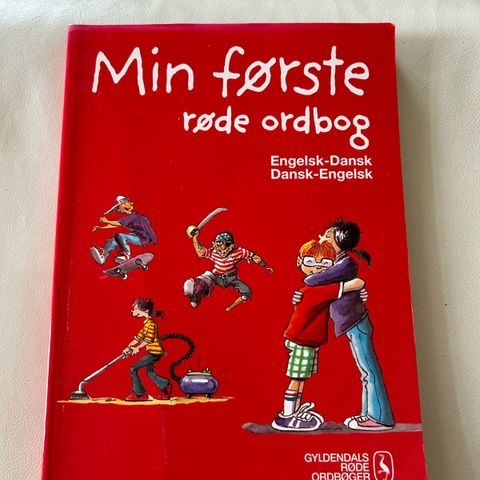 Min første
røde ordbog
Engelsk-Dansk
Dansk-Engelsk
GYLDENDALS
RØDE
ORDBØGER